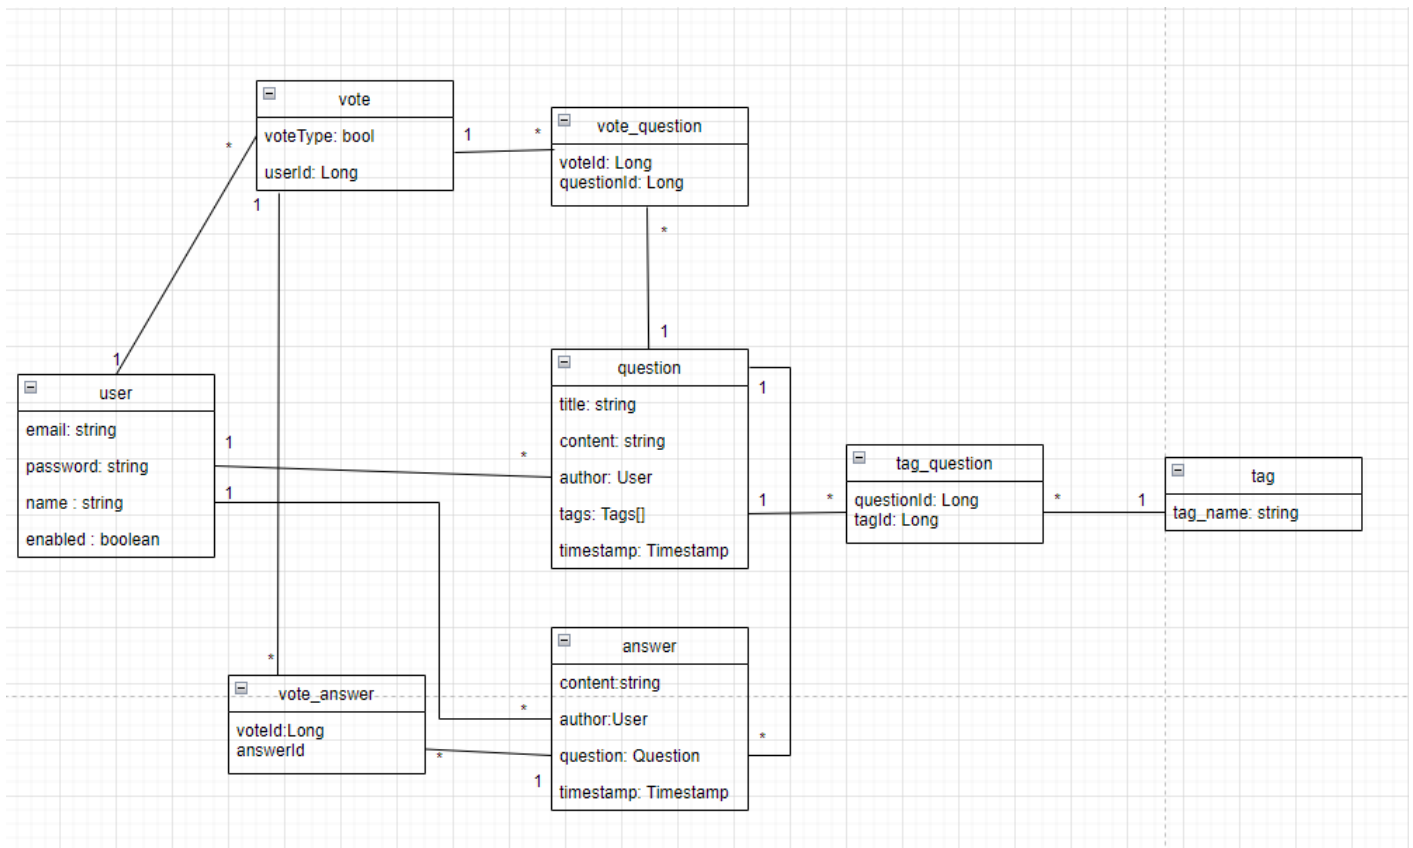 vote
voteType: bool
userId: Long
*
1
1
*
vote_question
voteId: Long
questionId: Long
*
1
1
user
email: string
password: string
name : string
enabled : boolean
1
*
1
question
title: string
content: string
author: User
tags: Tags[]
timestamp: Timestamp
1
1
*
tag_question
questionId: Long
tagId: Long
*
1
tag
tag_name: string
*
vote_answer
voteId:Long
answerId
*
1
*
answer
content:string
author:User
question: Question
timestamp: Timestamp
*